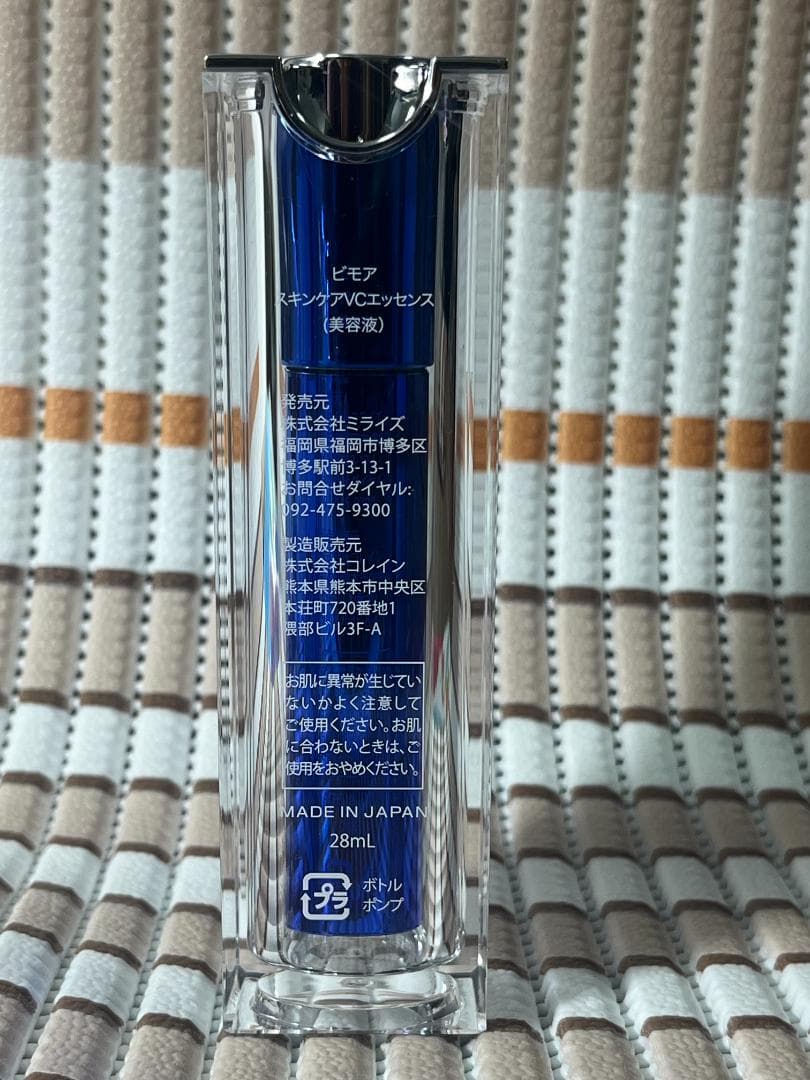 ビモア
スキンケアVCエッセンス
(美容液)
発売元
株式会社ミライズ
福岡県福岡市博多区
博多駅前3-13-1
お問合せダイヤル:
092-475-9300
製造販売元
株式会社コレイン
熊本県熊本市中央区
本荘町720番地1
隈部ビル3F-A
お肌に異常が生じてい
ないかよく注意して
ご使用ください。お肌
に合わないときは、ご
使用をおやめください。
MADE IN JAPAN
28mL
プラ
ボトル
ポンプ